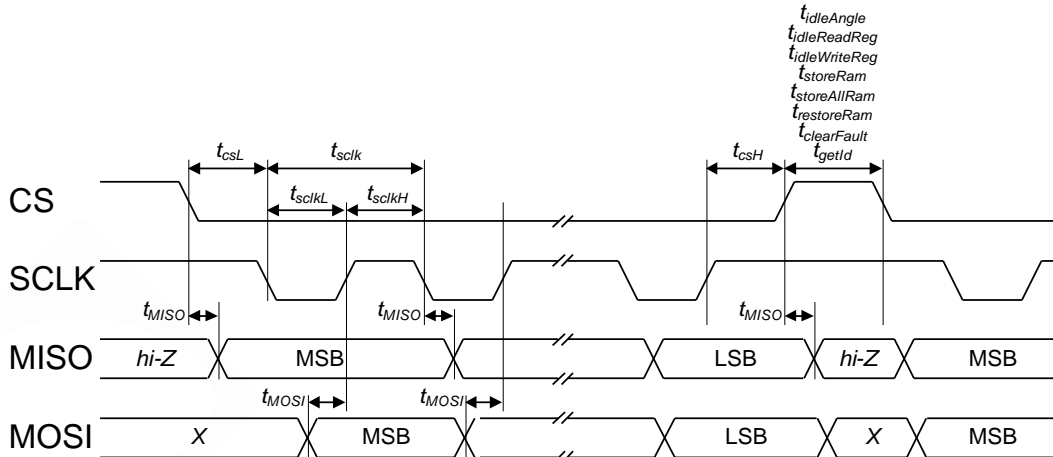 tidleAngle
tidleReadReg
tidleWriteReg
tstoreRam
tstoreAllRam
trestoreRam
tclearFault
tcsL tsclk tcsH tgetId
tsclkL tsclkH
CS
SCLK
tMISO tMISO tMISO
MISO hi-Z MSB LSB hi-Z MSB
tMOSI tMOSI
MOSI X MSB LSB X MSB